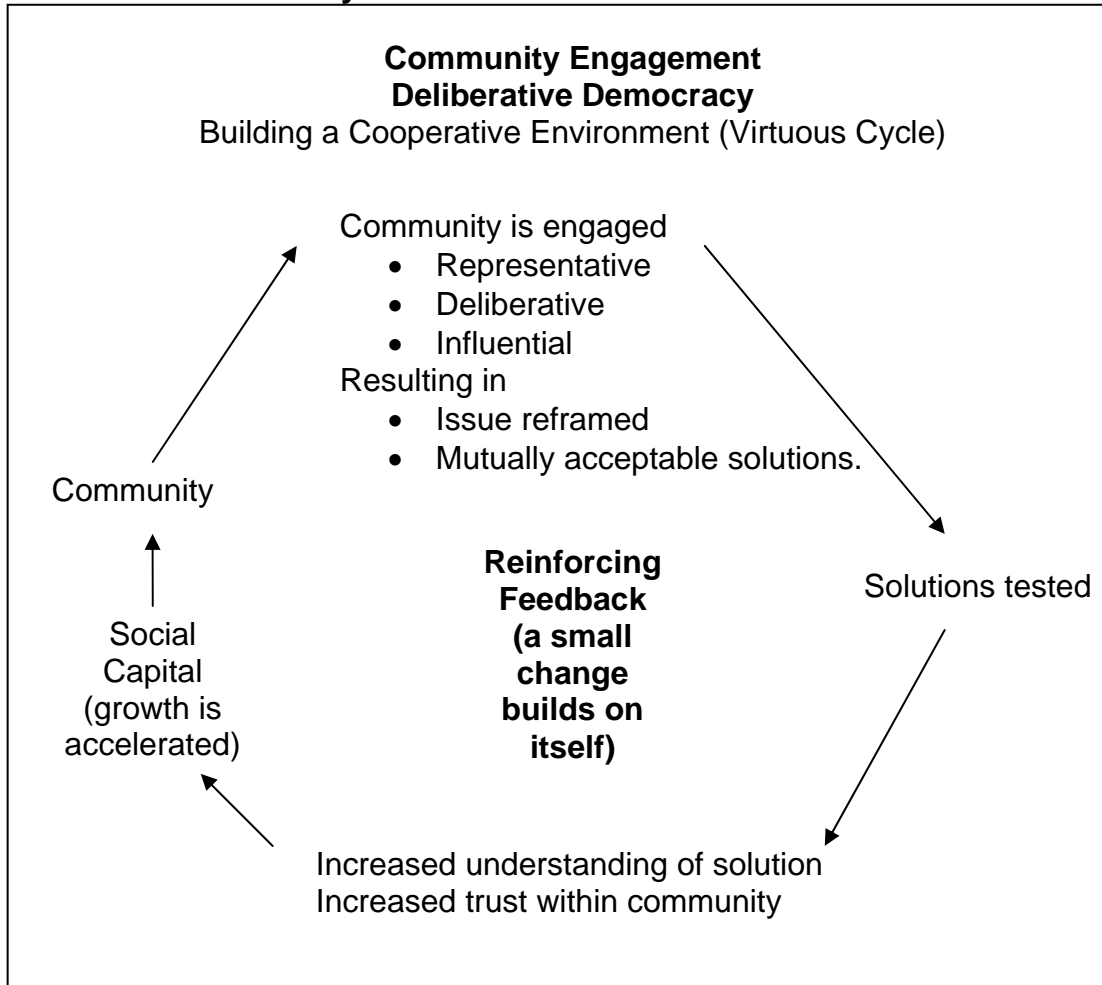 Community Engagement
Deliberative Democracy
Building a Cooperative Environment (Virtuous Cycle)
Community is engaged
• Representative
• Deliberative
• Influential
Resulting in
• Issue reframed
• Mutually acceptable solutions.
Community
Reinforcing
Feedback
(a small
change
builds on
itself)
Solutions tested
Social
Capital
(growth is
accelerated)
Increased understanding of solution
Increased trust within community